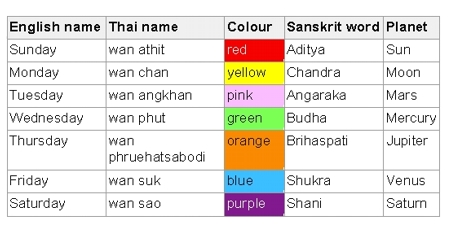 English name Thai name Colour Sanskrit word Planet
Sunday wan athit red Aditya Sun
Monday wan chan yellow Chandra Moon
Tuesday wan angkhan pink Angaraka Mars
Wednesday wan phut green Budha Mercury
Thursday wan phruehatsabodi orange Brihaspati Jupiter
Friday wan suk blue Shukra Venus
Saturday wan sao purple Shani Saturn